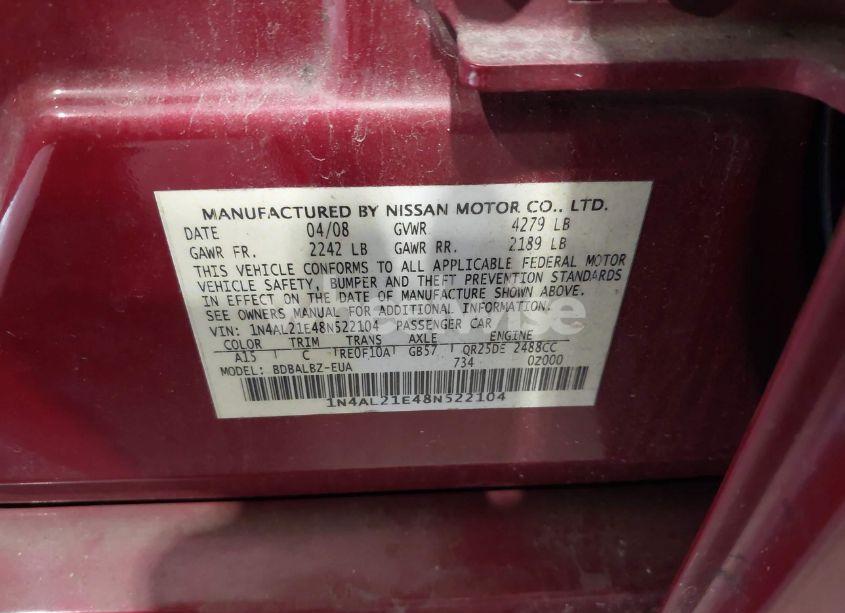 MANUFACTURED BY NISSAN MOTOR CO., LTD.
DATE 04/08 GVWR 4279 LB
GAWR FR. 2242 LB GAWR RR. 2189 LB
THIS VEHICLE CONFORMS TO ALL APPLICABLE FEDERAL MOTOR
VEHICLE SAFETY, BUMPER AND THEFT PREVENTION STANDARDS
IN EFFECT ON THE DATE OF MANUFACTURE SHOWN ABOVE.
SEE OWNERS MANUAL FOR ADDITIONAL INFORMATION.
VIN: 1N4AL21E48N522104 PASSENGER CAR
COLOR TRIM TRANS AXLE ENGINE
A15 C RE0F10A GB57 QR25DE 2488CC
MODEL: BDBALBZ-EUA 734 0Z000
1N4AL21E48N522104